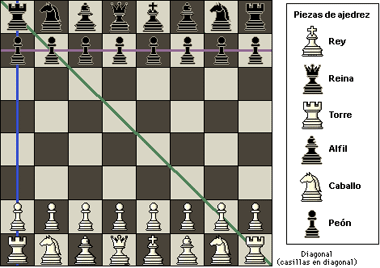 Piezas de ajedrez
Rey
Reina
Torre
Alfil
Caballo
Peón
Diagonal
(casillas en diagonal)